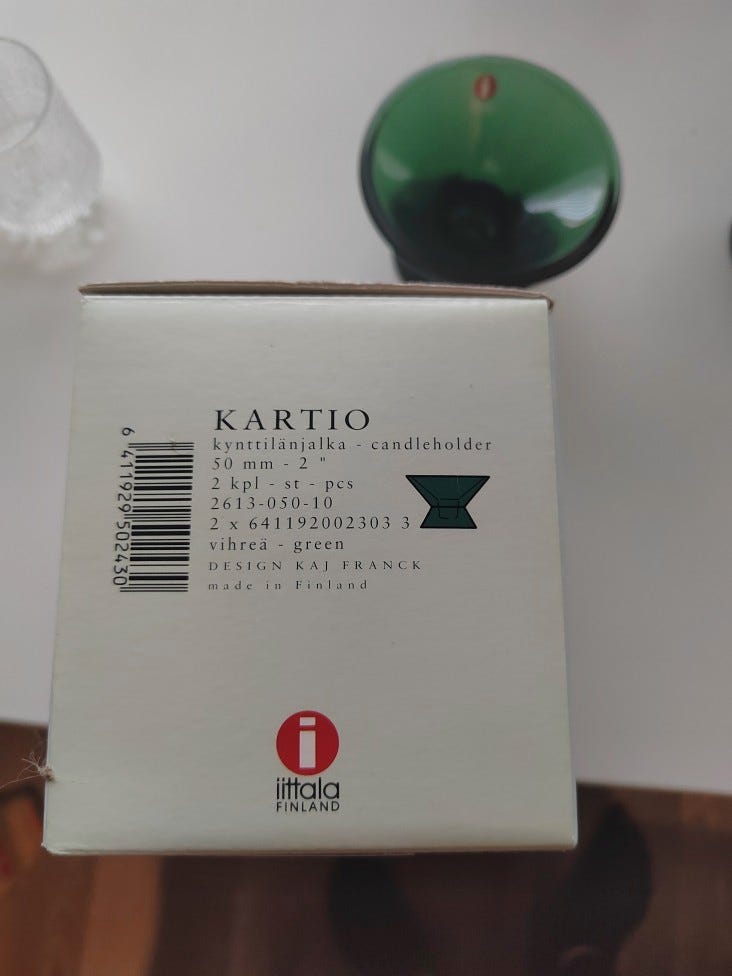 i
KARTIO
kynttilänjalka - candleholder
50 mm - 2 "
2 kpl - st - pcs
2613-050-10
2 x 641192002303 3
vihreä - green
DESIGN KAJ FRANCK
made in Finland
6 411929 502430
i
iittala
FINLAND